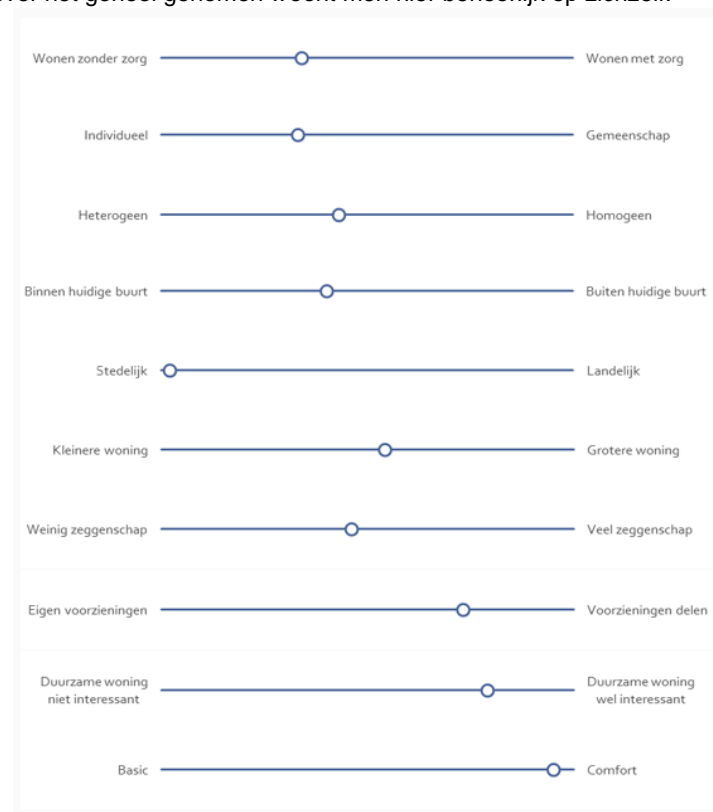 Wonen zonder zorg Wonen met zorg
Individueel Gemeenschap
Heterogeen Homogeen
Binnen huidige buurt Buiten huidige buurt
Stedelijk Landelijk
Kleinere woning Grotere woning
Weinig zeggenschap Veel zeggenschap
Eigen voorzieningen Voorzieningen delen
Duurzame woning Duurzame woning
niet interessant wel interessant
Basic Comfort